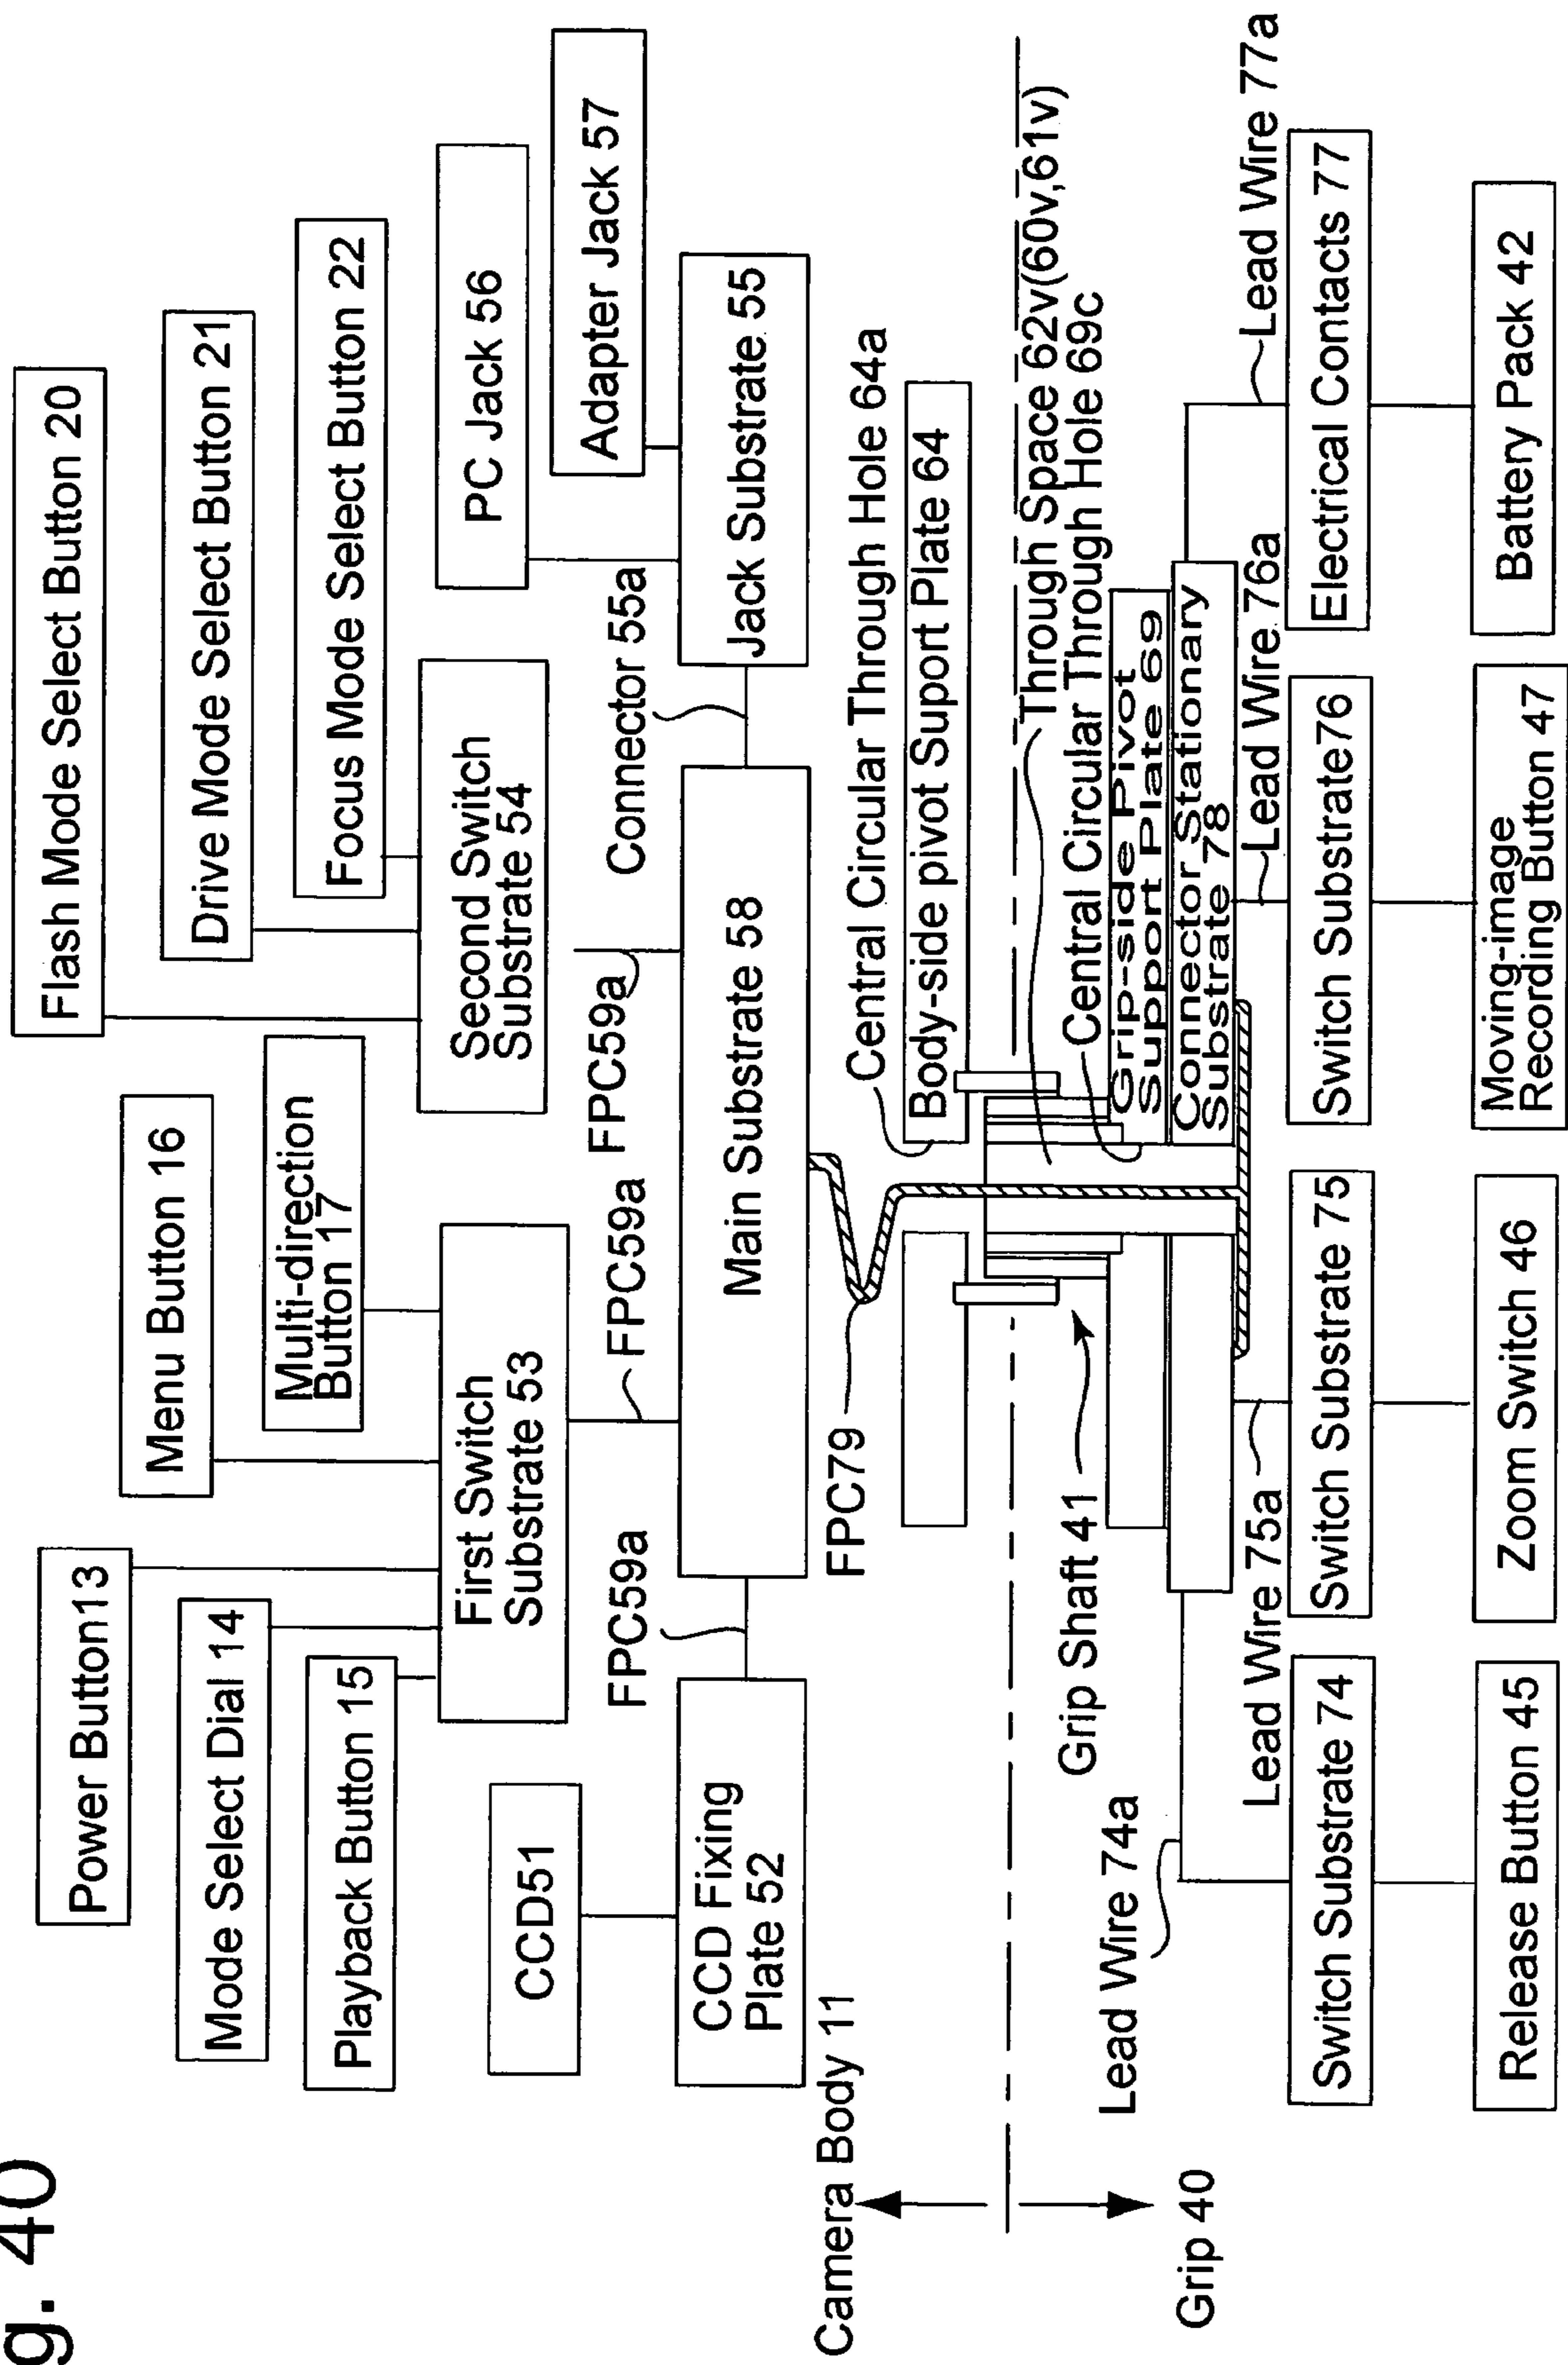 g. 40
Power Button13
Mode Select Dial 14
Playback Button 15
Menu Button 16
Multi-direction
Button 17
Flash Mode Select Button 20
Drive Mode Select Button 21
Focus Mode Select Button 22
PC Jack 56
Adapter Jack 57
CCD51
First Switch
Substrate 53
Second Switch
Substrate 54
FPC59a
FPC59a
FPC59a
Connector 55a
CCD Fixing
Plate 52
Main Substrate 58
Jack Substrate 55
Camera Body 11
FPC79
Central Circular Through Hole 64a
Body-side pivot Suport Plate 64
Through Space 62v(60v,61v)
Central Circular Through Hole 69c
Grip Shaft 41
Grip-side Pivot
Support Plate 69
Connector Stationary
Substrate 78
Grip 40
Lead Wire 74a
Lead Wire 75a
Lead Wire 76a
Lead Wire 77a
Switch Substrate 74
Switch Substrate 75
Switch Substrate76
Electrical Contacts 77
Release Button 45
Zoom Switch 46
Moving-image
Recording Button 47
Battery Pack 42